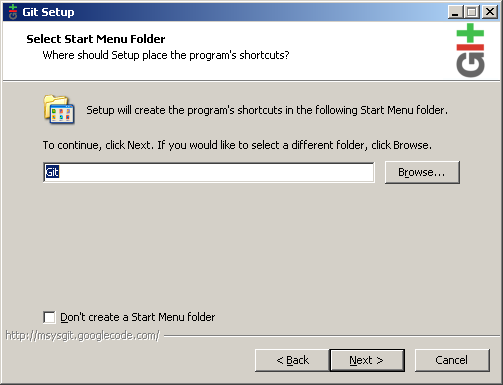 Git Setup
Select Start Menu Folder
Where should Setup place the program's shortcuts?
Git
Setup will create the program's shortcuts in the following Start Menu folder.
To continue, click Next. If you would like to select a different folder, click Browse.
Git
Browse...
Don't create a Start Menu folder
http://msysgit.googlecode.com/
< Back
Next >
Cancel